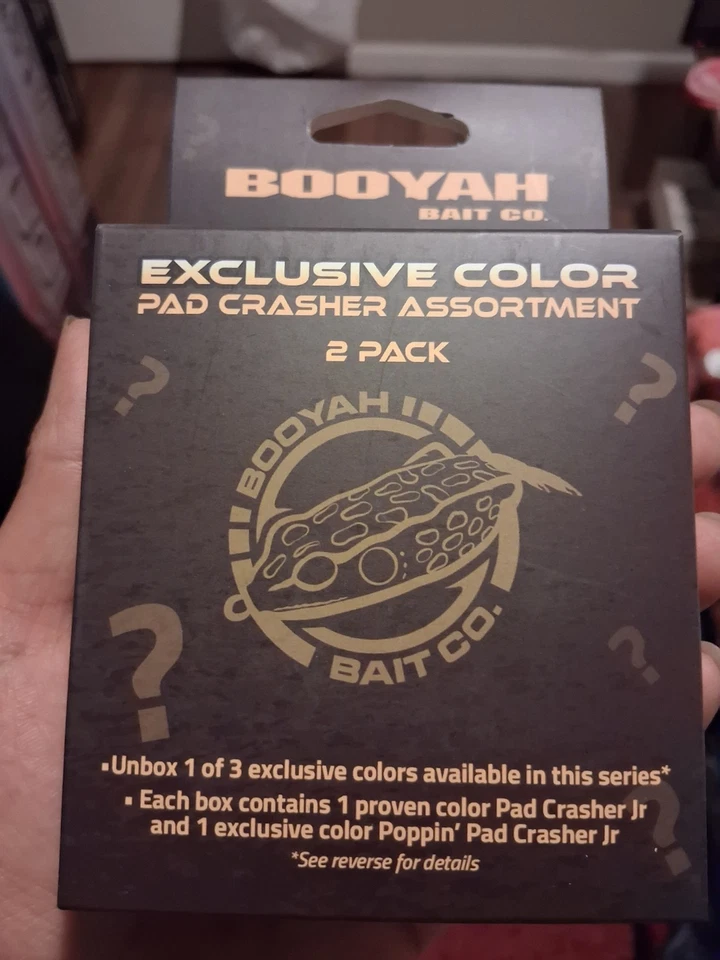 BOOYAH
BAIT CO.
EXCLUSIVE COLOR
PAD CRASHER ASSORTMENT
2 PACK
?
?
BOOYAH
BAIT CO.
?
?
▪Unbox 1 of 3 exclusive colors available in this series*
▪ Each box contains 1 proven color Pad Crasher Jr
and 1 exclusive color Poppin' Pad Crasher Jr
?
*See reverse for details